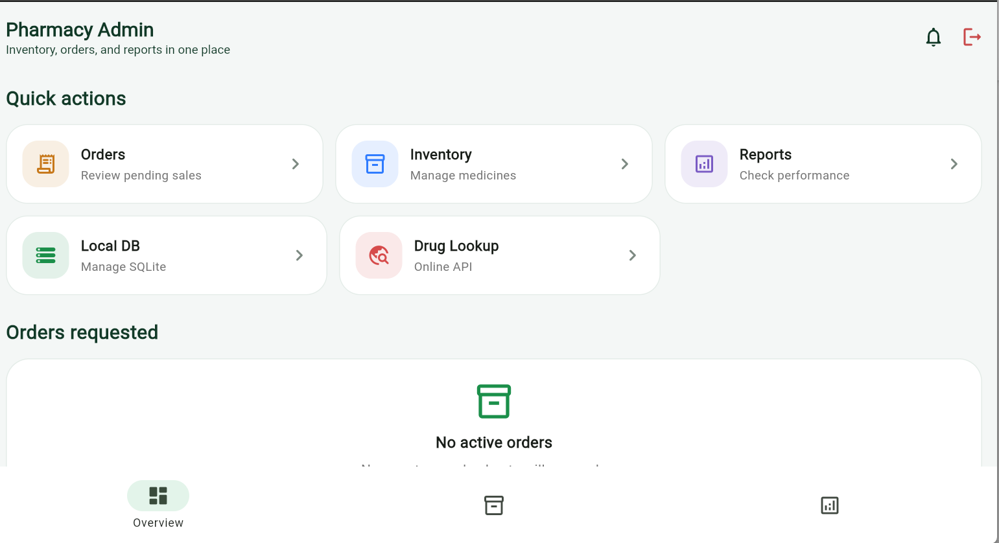 Pharmacy Admin
Inventory, orders, and reports in one place
Quick actions
Orders
Review pending sales
Inventory
Manage medicines
Reports
Check performance
Local DB
Manage SQLite
Drug Lookup
Online API
Orders requested
No active orders
Overview